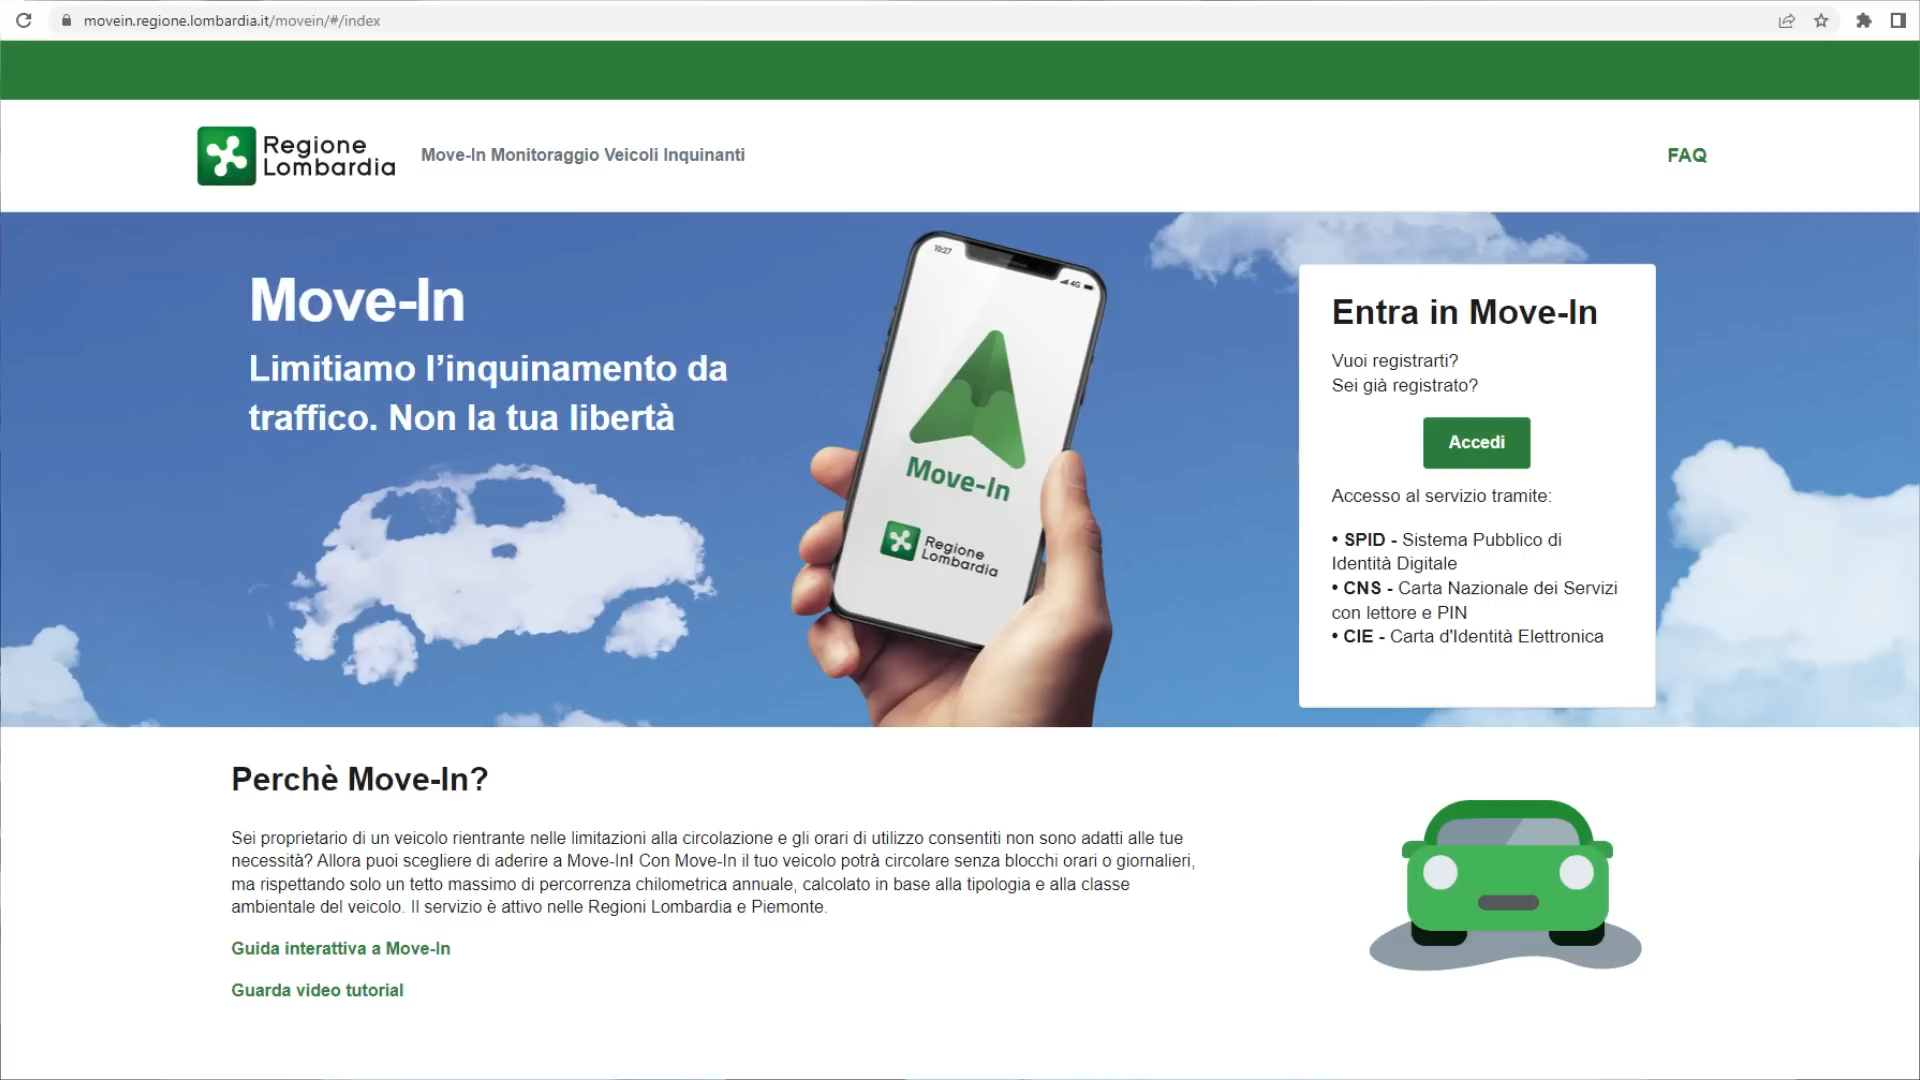 movein.regione.lombardia.it/movein/#/index
Regione
Lombardia
Move-In Monitoraggio Veicoli Inquinanti
FAQ
Move-In
Limitiamo l’inquinamento da
traffico. Non la tua libertà
10:27
4G
Move-In
Regione
Lombardia
Entra in Move-In
Vuoi registrarti?
Sei già registrato?
Accedi
Accesso al servizio tramite:
• SPID - Sistema Pubblico di
Identità Digitale
• CNS - Carta Nazionale dei Servizi
con lettore e PIN
• CIE - Carta d'Identità Elettronica
Perchè Move-In?
Sei proprietario di un veicolo rientrante nelle limitazioni alla circolazione e gli orari di utilizzo consentiti non sono adatti alle tue
necessità? Allora puoi scegliere di aderire a Move-In! Con Move-In il tuo veicolo potrà circolare senza blocchi orari o giornalieri,
ma rispettando solo un tetto massimo di percorrenza chilometrica annuale, calcolato in base alla tipologia e alla classe
ambientale del veicolo. Il servizio è attivo nelle Regioni Lombardia e Piemonte.
Guida interattiva a Move-In
Guarda video tutorial